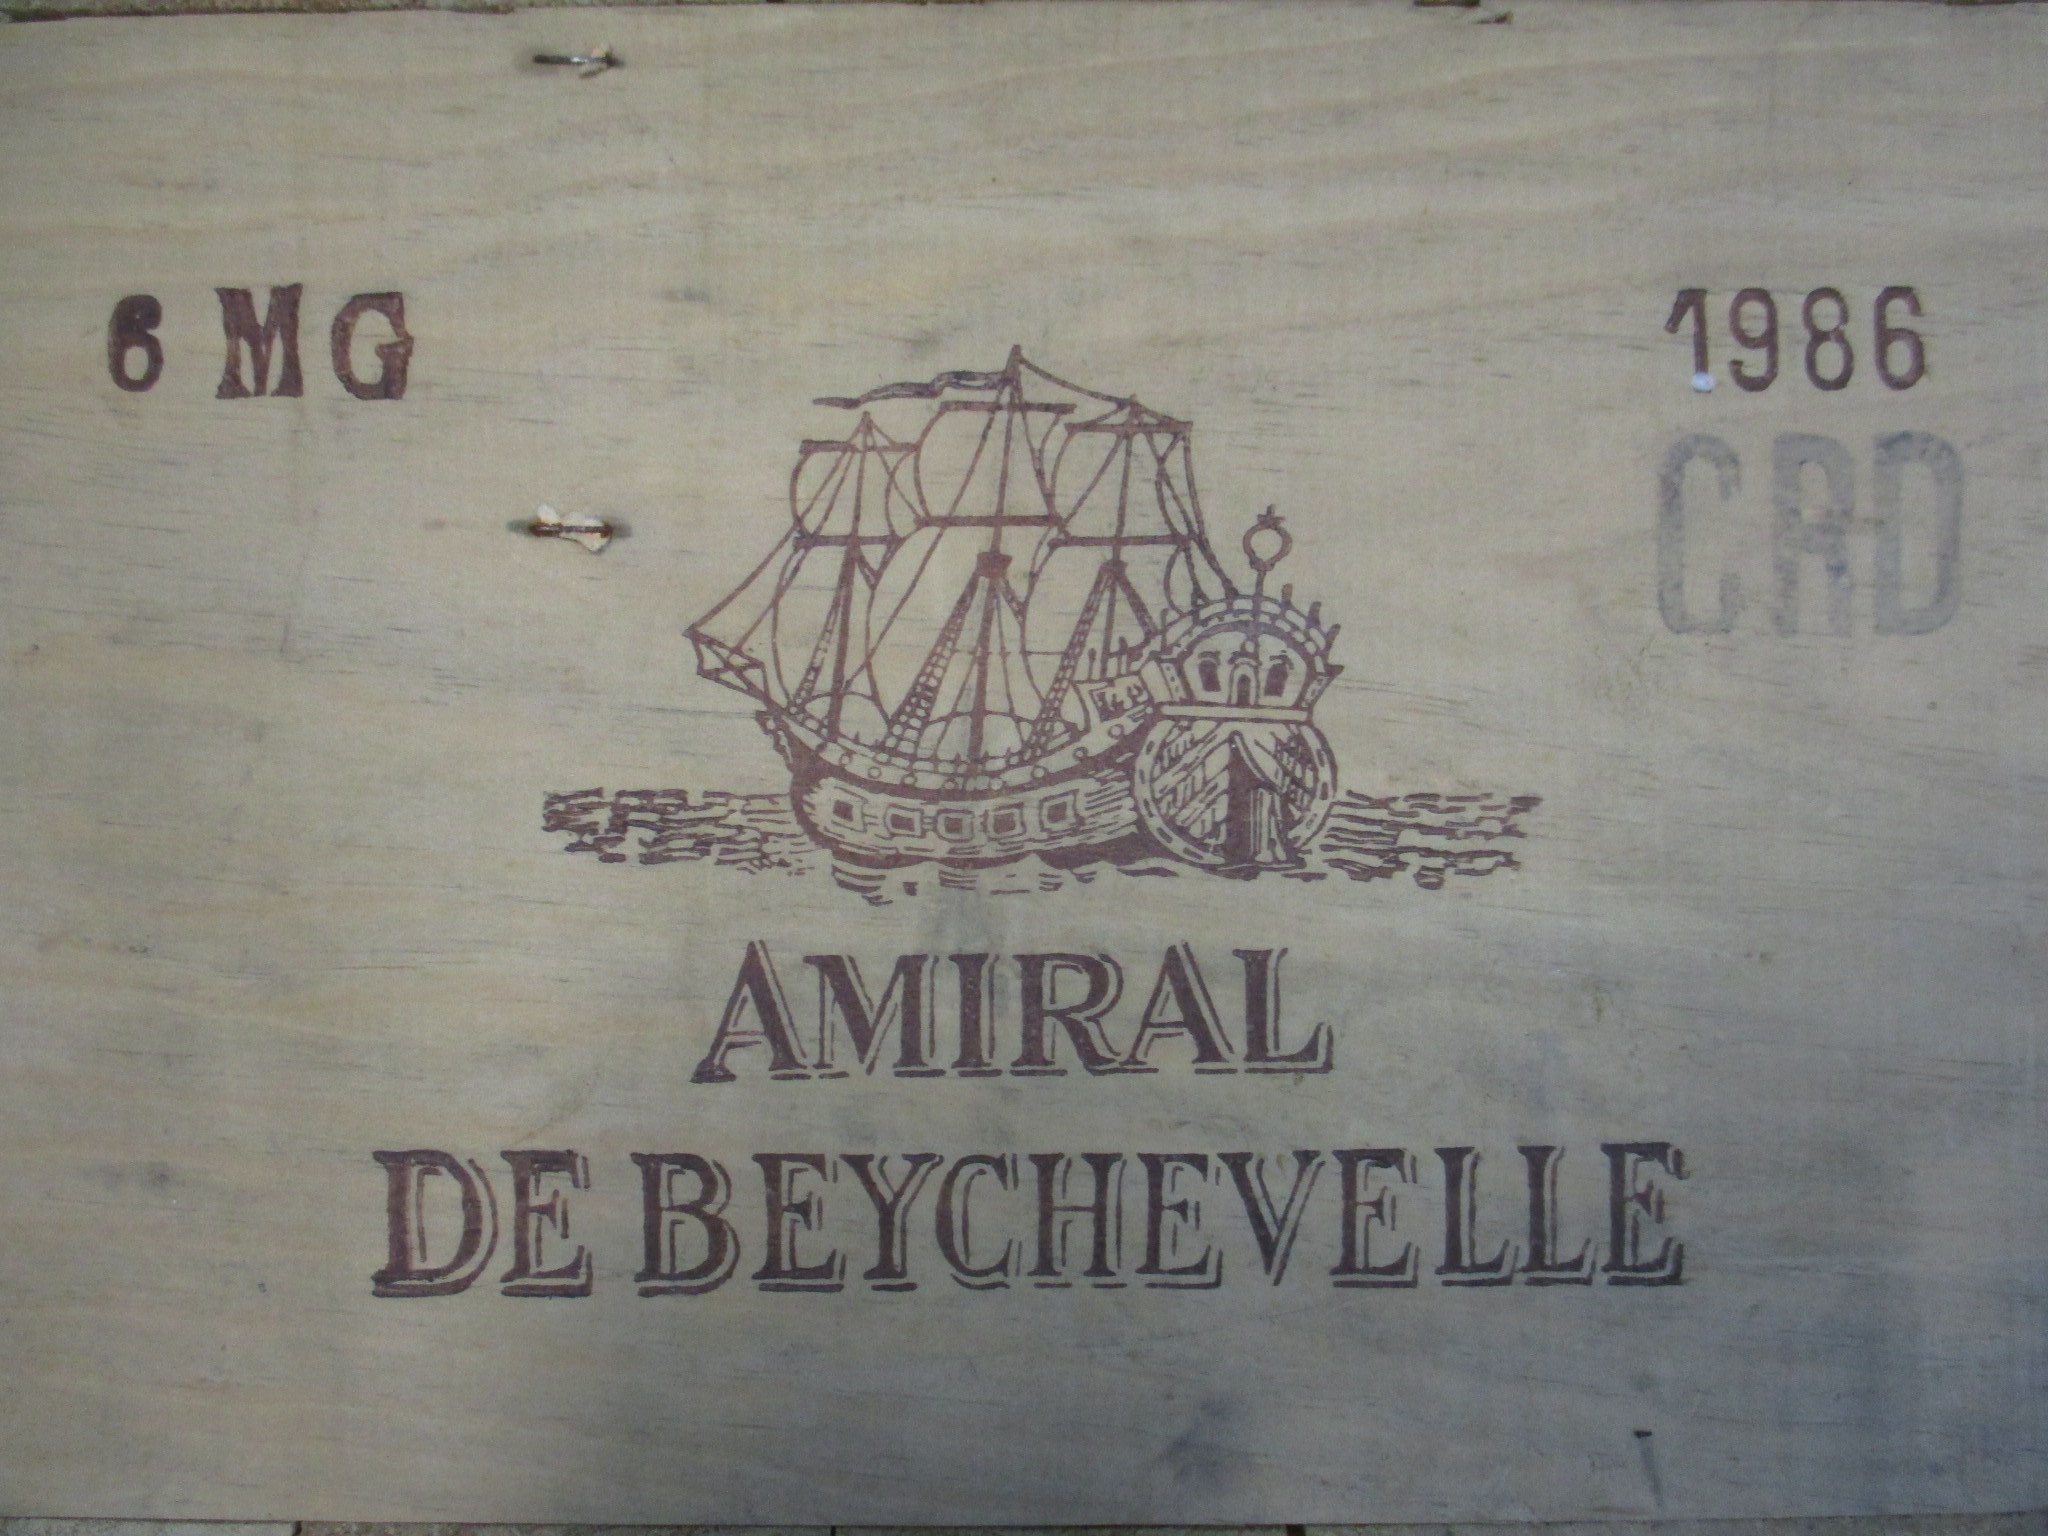 6 MG
1986
CRD
AMIRAL
DE BEYCHEVELLE